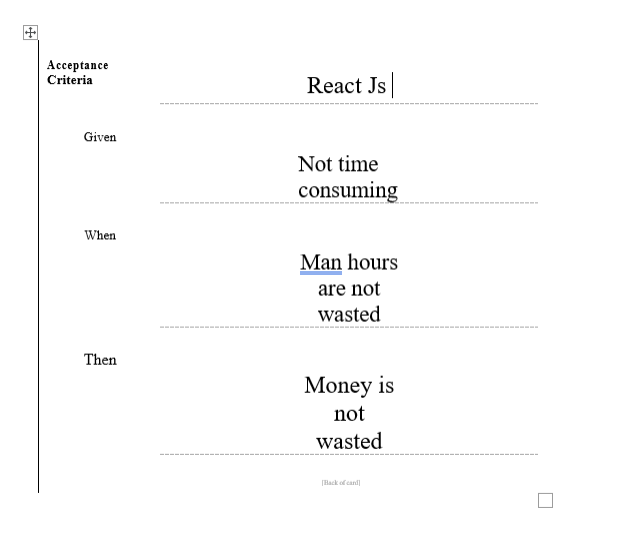 Acceptance
Criteria
React Js
Given
Not time
consuming
When
Man hours
are not
wasted
Then
Money is
not
wasted
[Back of card]